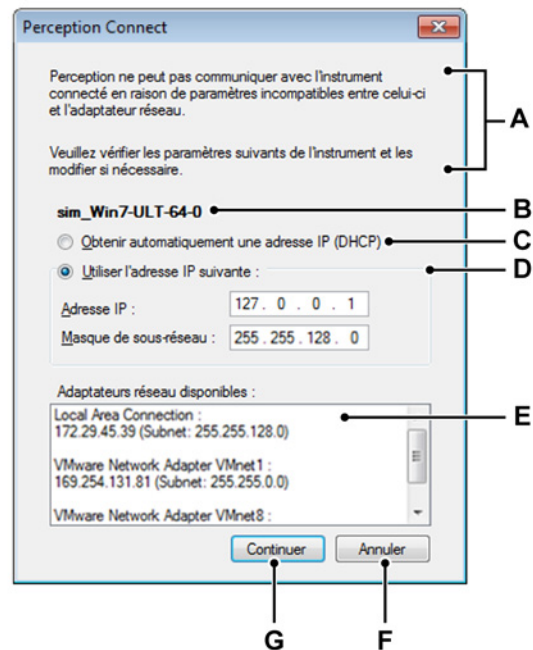 Perception Connect
Perception ne peut pas communiquer avec l'instrument
connecté en raison de paramètres incompatibles entre celui-ci
et l'adaptateur réseau.
A
Veuillez vérifier les paramètres suivants de l'instrument et les
modifier si nécessaire.
sim_Win7-ULT-64-0
B
Obtenir automatiquement une adresse IP (DHCP)
C
Utiliser l'adresse IP suivante :
D
Adresse IP :
127 . 0 . 0 . 1
Masque de sous-réseau :
255 . 255 . 128 . 0
Adaptateurs réseau disponibles :
Local Area Connection :
E
172.29.45.39 (Subnet: 255.255.128.0)
VMware Network Adapter VMnet1 :
169.254.131.81 (Subnet: 255.255.0.0)
VMware Network Adapter VMnet8 :
Continuer
Annuler
G
F